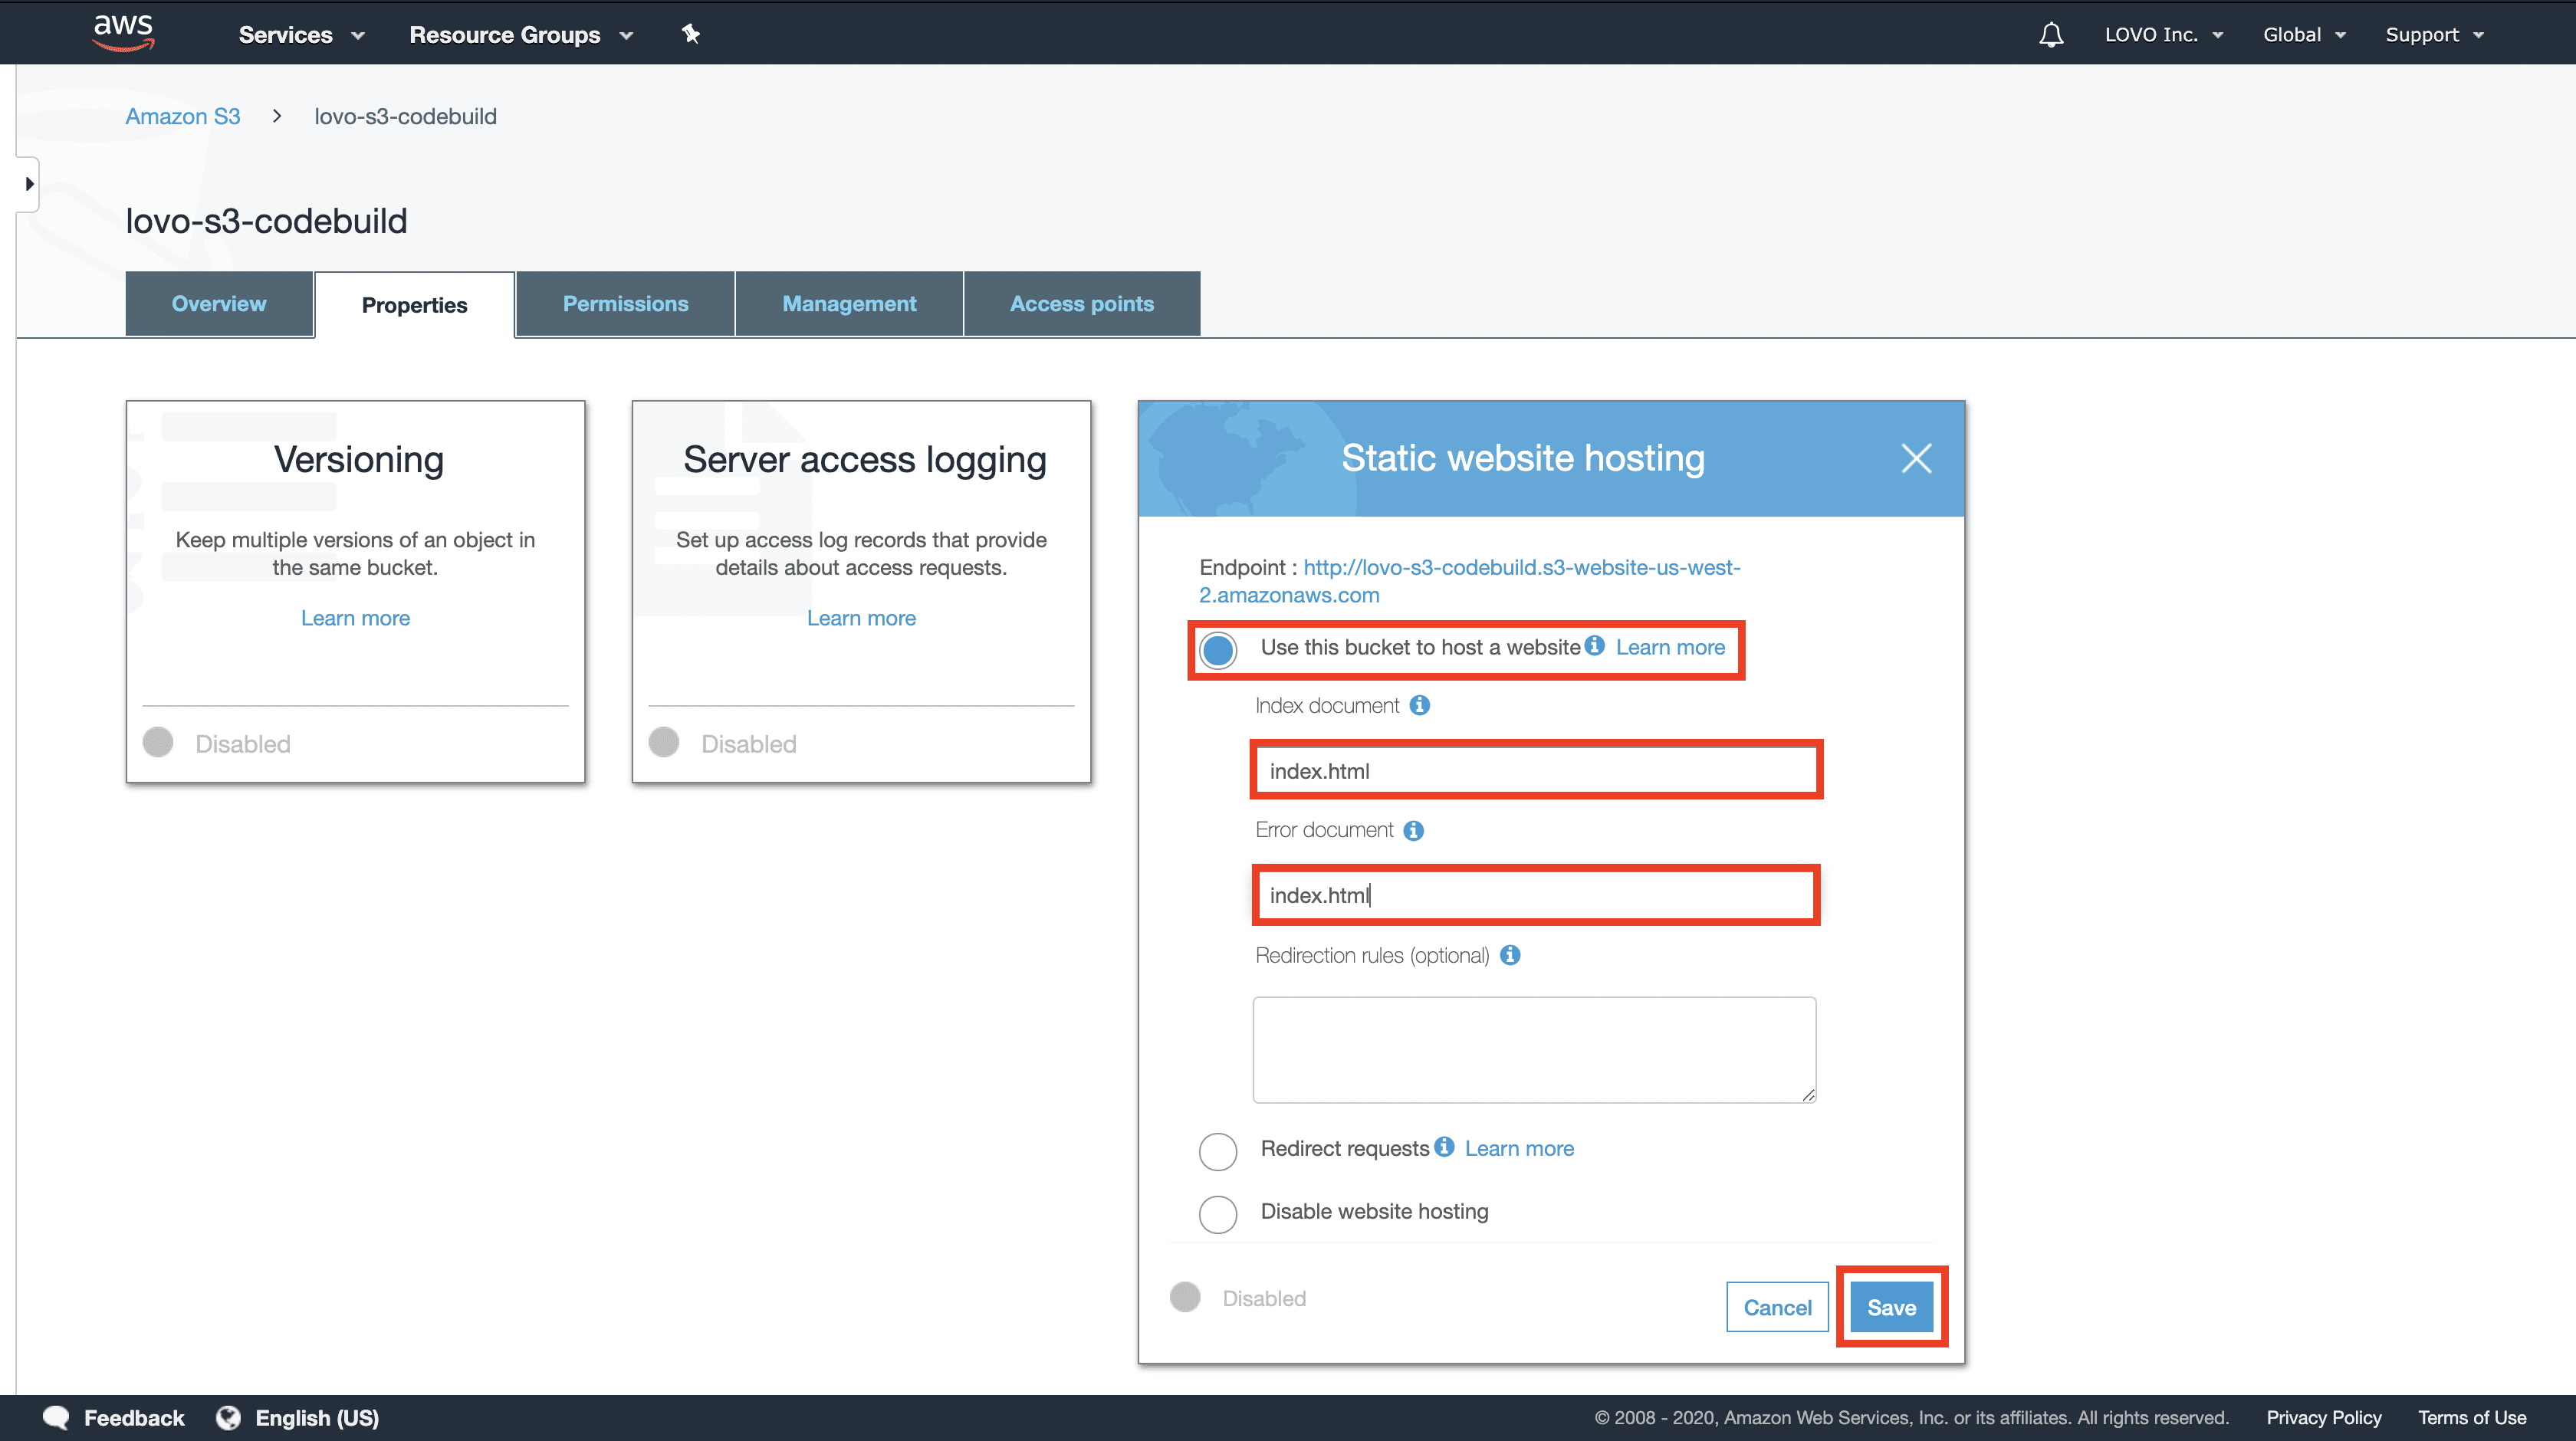 aws Services Resource Groups LOVO Inc. Global Support
Amazon S3 > lovo-s3-codebuild
lovo-s3-codebuild
Overview Properties Permissions Management Access points
Versioning
Keep multiple versions of an object in
the same bucket.
Learn more
Disabled
Server access logging
Set up access log records that provide
details about access requests.
Learn more
Disabled
Static website hosting
Endpoint : http://lovo-s3-codebuild.s3-website-us-west-
2.amazonaws.com
Use this bucket to host a website Learn more
Index document
index.html
Error document
index.html
Redirection rules (optional)
Redirect requests Learn more
Disable website hosting
Disabled
Cancel Save
Feedback English (US) © 2008 - 2020, Amazon Web Services, Inc. or its affiliates. All rights reserved. Privacy Policy Terms of Use